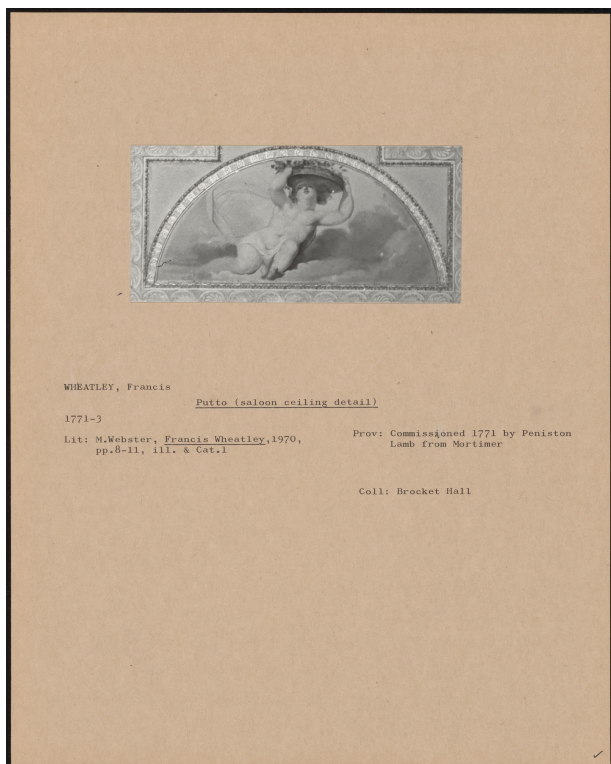 WHEATLEY, Francis
Putto (saloon ceiling detail)
1771-3
Lit: M.Webster, Francis Wheatley,1970,
pp.8-11, ill. & Cat.1
Prov: Commissioned 1771 by Peniston
Lamb from Mortimer
Coll: Brocket Hall